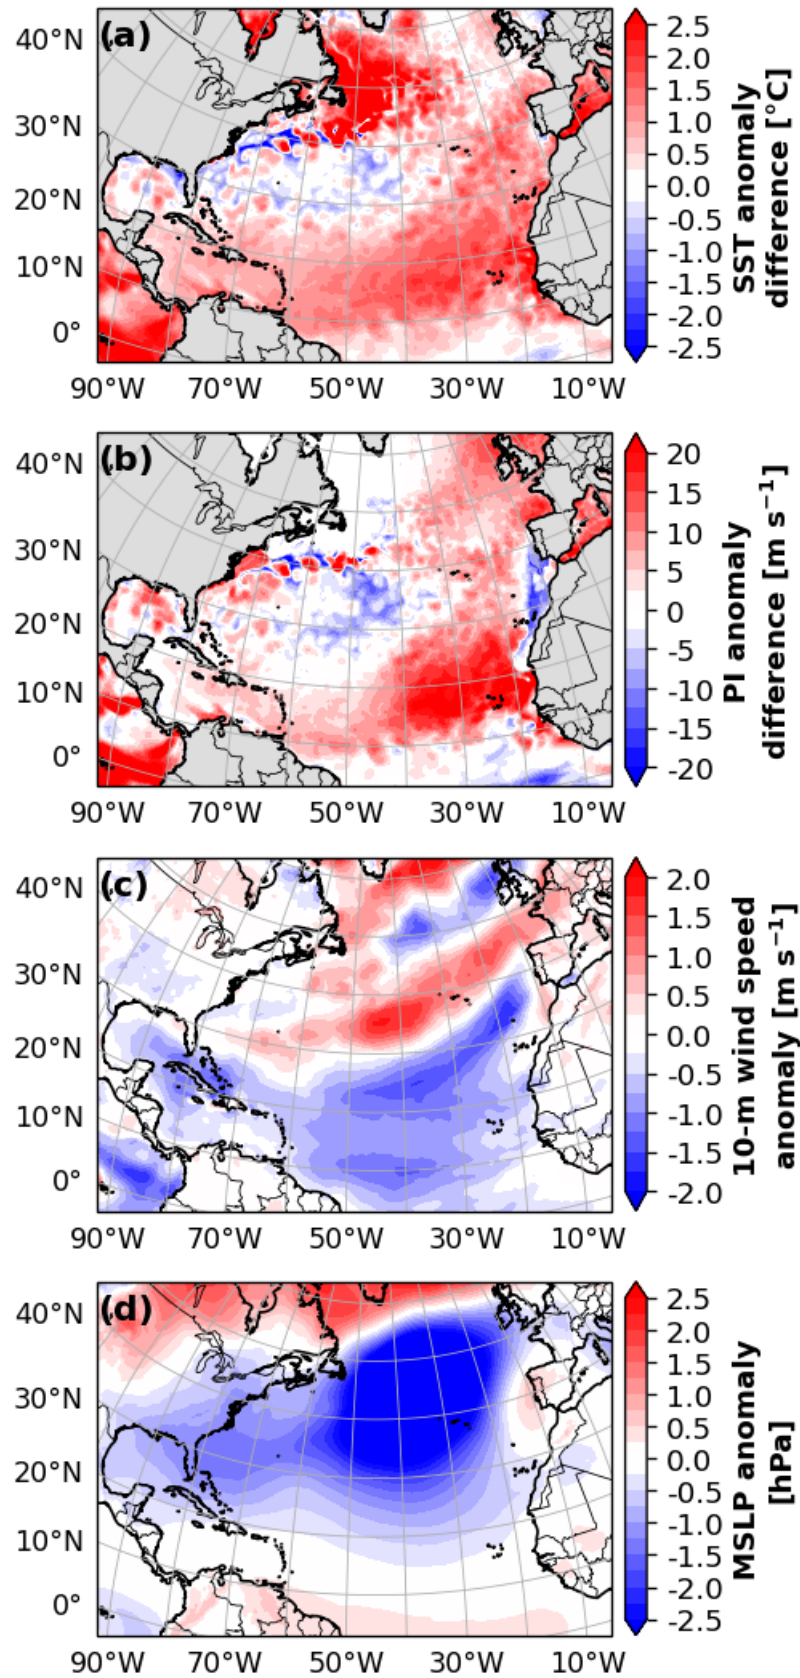 (a)
40°N
30°N
20°N
10°N
0°
90°W 70°W 50°W 30°W 10°W
2.5
2.0
1.5
1.0
0.5
0.0
-0.5
-1.0
-1.5
-2.0
-2.5
SST anomaly
difference [°C]
(b)
40°N
30°N
20°N
10°N
0°
90°W 70°W 50°W 30°W 10°W
20
15
10
5
0
-5
-10
-15
-20
PI anomaly
difference [m s⁻¹]
(c)
40°N
30°N
20°N
10°N
0°
90°W 70°W 50°W 30°W 10°W
2.0
1.5
1.0
0.5
0.0
-0.5
-1.0
-1.5
-2.0
10-m wind speed
anomaly [m s⁻¹]
(d)
40°N
30°N
20°N
10°N
0°
90°W 70°W 50°W 30°W 10°W
2.5
2.0
1.5
1.0
0.5
0.0
-0.5
-1.0
-1.5
-2.0
-2.5
MSLP anomaly
[hPa]